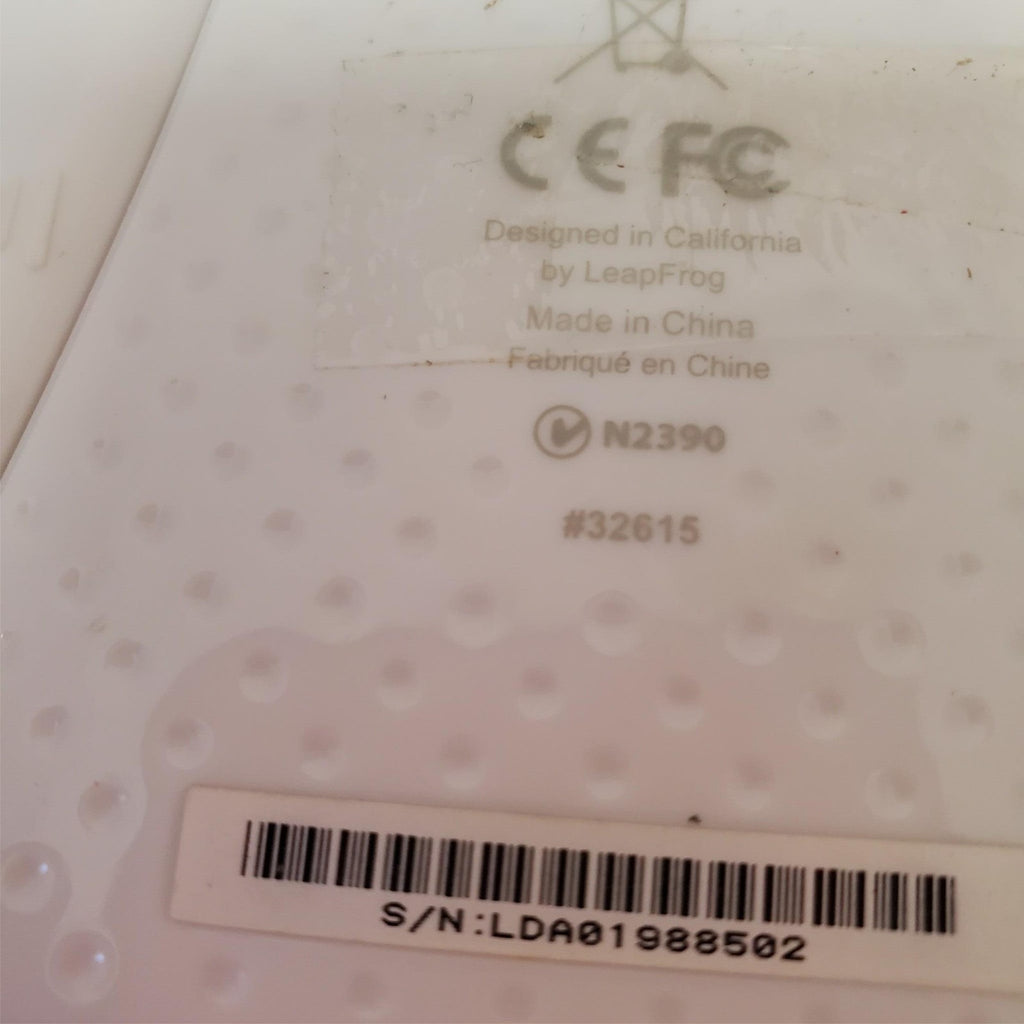 CE FC
Designed in California
by LeapFrog
Made in China
Fabriqué en Chine
N2390
#32615
S/N:LDA01988502